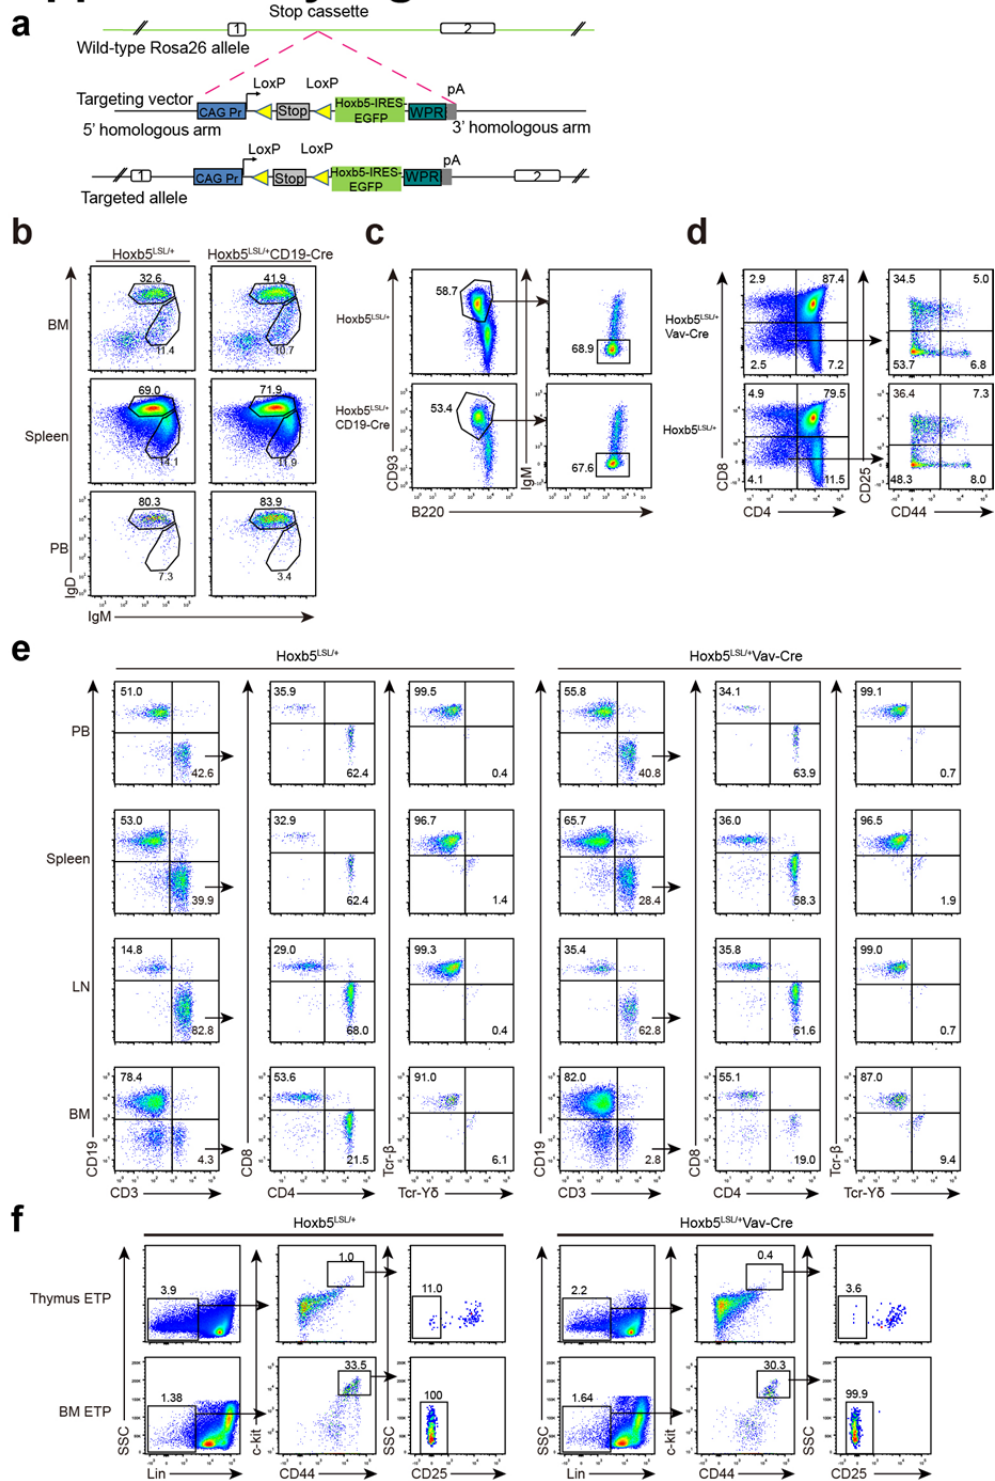 a
Stop cassette
1
2
Wild-type Rosa26 allele
LoxP
LoxP
pA
Targeting vector
CAG Pr
Stop
Hoxb5-IRES-
EGFP
WPR
5' homologous arm
3' homologous arm
LoxP
LoxP
pA
1
CAG Pr
Stop
Hoxb5-IRES-
EGFP
WPR
2
Targeted allele
b
Hoxb5LSL/+
Hoxb5LSL/+CD19-Cre
BM
32.6
11.4
41.9
10.7
Spleen
69.0
14.1
71.9
11.9
PB
80.3
7.3
83.9
3.4
IgD
IgM
c
Hoxb5LSL/+
58.7
68.9
Hoxb5LSL/+
CD19-Cre
53.4
67.6
CD93
IgM
B220
d
Hoxb5LSL/+
Vav-Cre
2.9
87.4
2.5
7.2
34.5
5.0
53.7
6.8
Hoxb5LSL/+
4.9
79.5
4.1
11.5
36.4
7.3
48.3
8.0
CD8
CD25
CD4
CD44
e
Hoxb5LSL/+
Hoxb5LSL/+Vav-Cre
PB
51.0
42.6
35.9
62.4
99.5
0.4
55.8
40.8
34.1
63.9
99.1
0.7
Spleen
53.0
39.9
32.9
62.4
96.7
1.4
65.7
28.4
36.0
58.3
96.5
1.9
LN
14.8
82.8
29.0
68.0
99.3
0.4
35.4
62.8
35.8
61.6
99.0
0.7
BM
78.4
4.3
53.6
21.5
91.0
6.1
82.0
2.8
55.1
19.0
87.0
9.4
CD19
CD8
Tcr-β
CD19
CD8
Tcr-β
CD3
CD4
Tcr-Yδ
CD3
CD4
Tcr-Yδ
f
Hoxb5LSL/+
Hoxb5LSL/+Vav-Cre
Thymus ETP
3.9
1.0
11.0
2.2
0.4
3.6
BM ETP
1.38
33.5
100
1.64
30.3
99.9
SSC
c-kit
SSC
SSC
c-kit
SSC
Lin
CD44
CD25
Lin
CD44
CD25